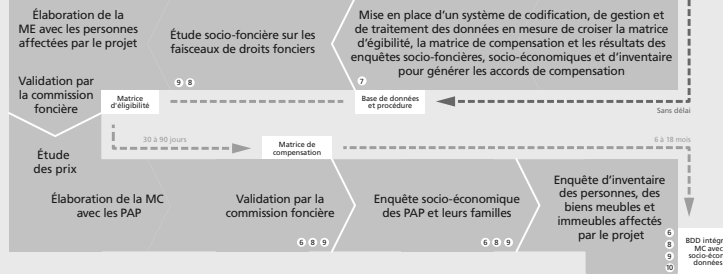 Élaboration de la
ME avec les personnes
affectées par le projet
Étude socio-foncière sur les
faisceaux de droits fonciers
Mise en place d'un système de codification, de gestion et
de traitement des données en mesure de croiser la matrice
d'égibilité, la matrice de compensation et les résultats des
enquêtes socio-foncières, socio-économiques et d'inventaire
pour générer les accords de compensation
Validation par
la commission
foncière
9 8
7
Matrice
d'éligibilité
Base de données
et procédure
Sans délai
30 à 90 jours
Matrice de
compensation
6 à 18 mois
Étude
des prix
Élaboration de la MC
avec les PAP
Validation par la
commission foncière
6 8 9
Enquête socio-économique
des PAP et leurs familles
6 8 9
Enquête d'inventaire
des personnes, des
biens meubles et
immeubles affectés
par le projet
6
8
9
10
BDD intégr
MC avec
socio-écor
données